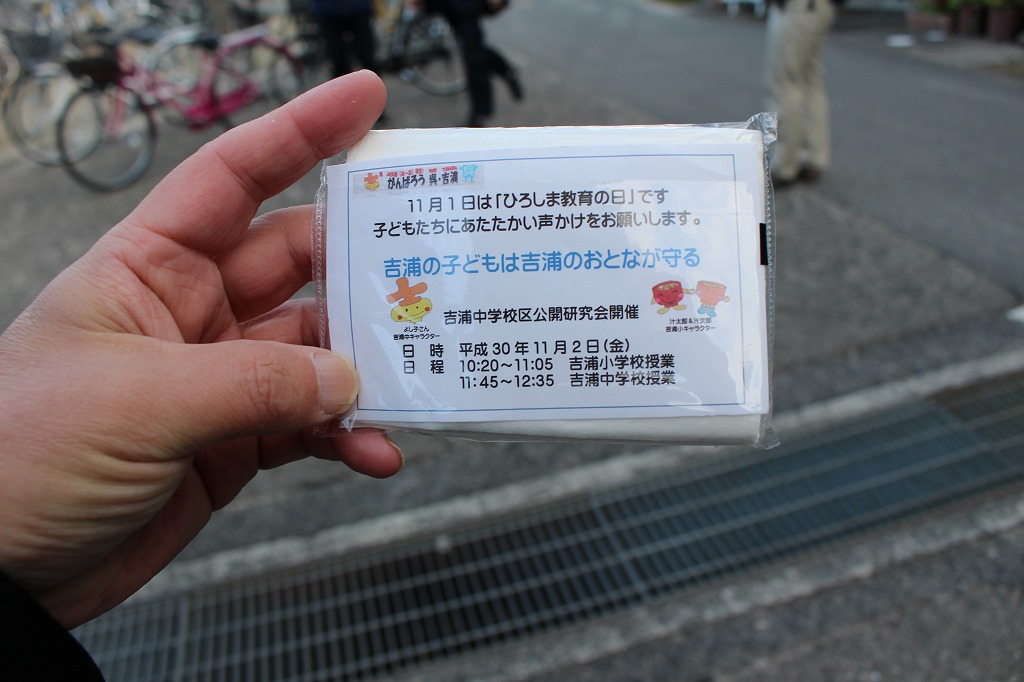 がんばろう 呉・吉浦
11月1日は「ひろしま教育の日」です
子どもたちにあたたかい声かけをお願いします。
吉浦の子どもは吉浦のおとなが守る
よし子さん
吉浦中キャラクター
吉浦中学校区公開研究会開催
汁太郎&汁次郎
吉浦小キャラクター
日 時 平成30年11月2日(金)
日 程 10:20～11:05 吉浦小学校授業
11:45～12:35 吉浦中学校授業